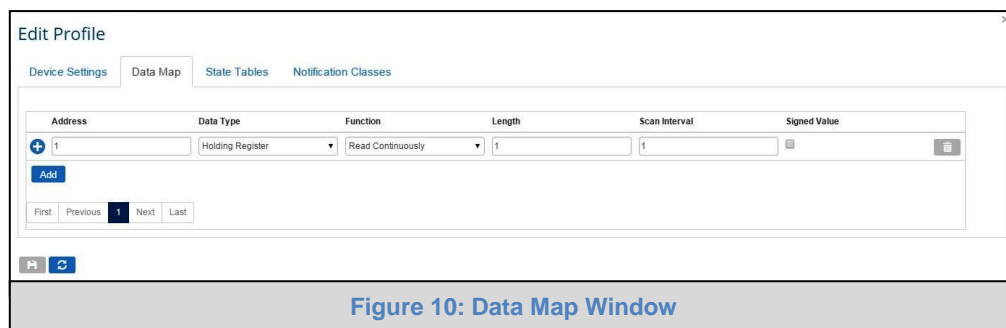 Edit Profile
Device Settings Data Map State Tables Notification Classes
Address Data Type Function Length Scan Interval Signed Value
1 Holding Register Read Continuously 1 1
Add
First Previous 1 Next Last
Figure 10: Data Map Window